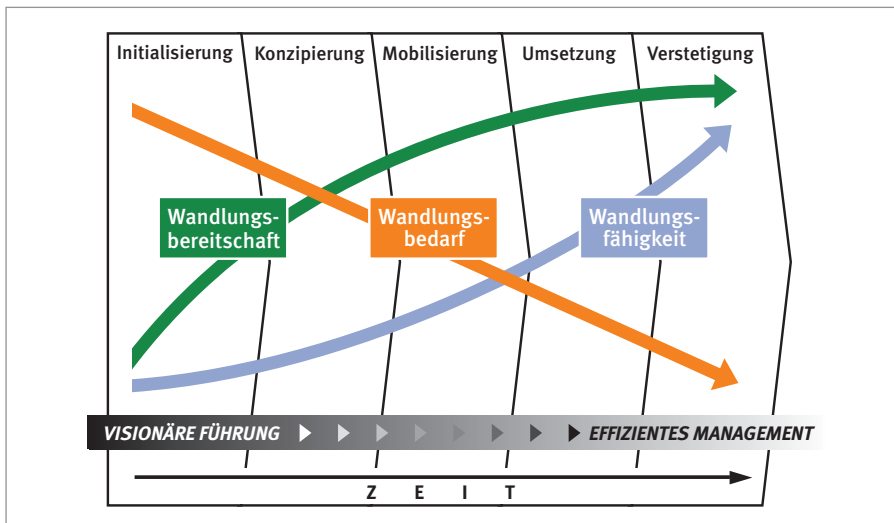 Initialisierung Konzipierung Mobilisierung Umsetzung Verstetigung
Wandlungs-
bereitschaft
Wandlungs-
bedarf
Wandlungs-
fähigkeit
VISIONÄRE FÜHRUNG EFFIZIENTES MANAGEMENT
Z E I T